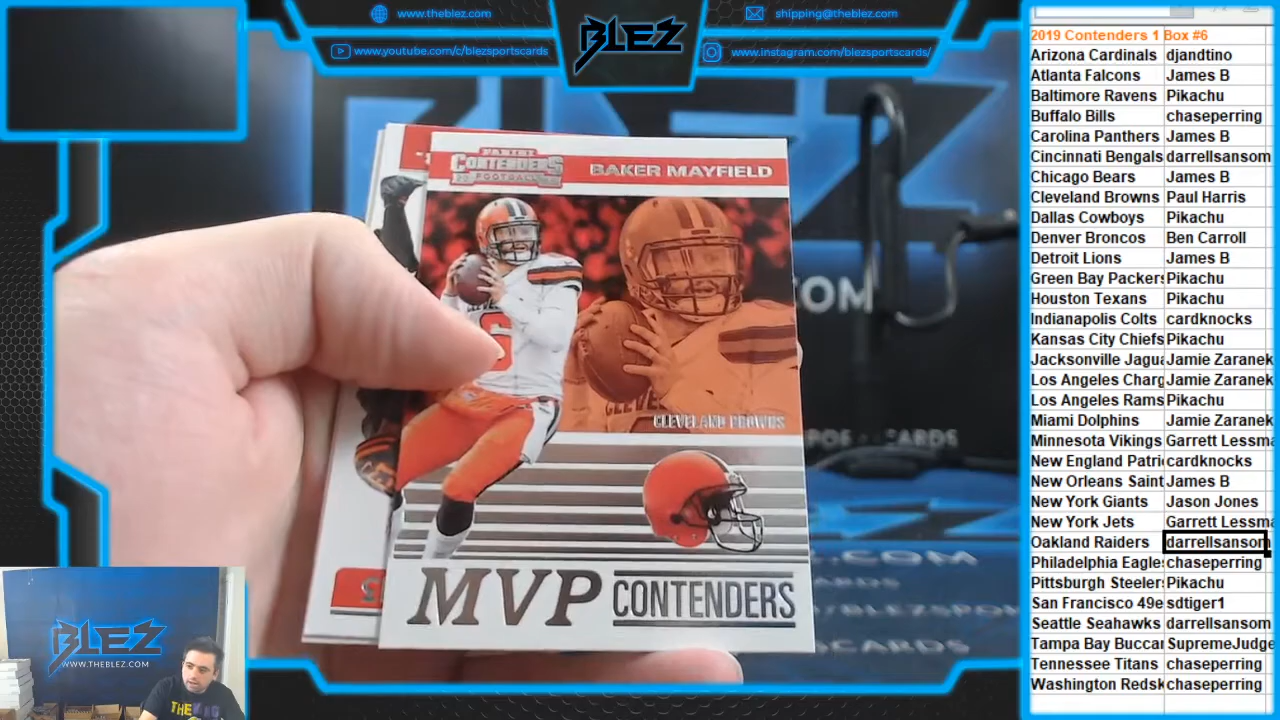 www.theblez.com
www.youtube.com/c/blezsportscards
BLEZ
shipping@theblez.com
www.instagram.com/blezsportscards/
PANINI
CONTENDERS
FOOTBALL
BAKER MAYFIELD
6
CLEVELAND BROWNS
MVP CONTENDERS
BLEZ
WWW.THEBLEZ.COM
2019 Contenders 1 Box #6
Arizona Cardinals djandtino
Atlanta Falcons James B
Baltimore Ravens Pikachu
Buffalo Bills chaseperring
Carolina Panthers James B
Cincinnati Bengals darrellsansom
Chicago Bears James B
Cleveland Browns Paul Harris
Dallas Cowboys Pikachu
Denver Broncos Ben Carroll
Detroit Lions James B
Green Bay Packers Pikachu
Houston Texans Pikachu
Indianapolis Colts cardknocks
Kansas City Chiefs Pikachu
Jacksonville Jagua Jamie Zaranek
Los Angeles Charg Jamie Zaranek
Los Angeles Rams Pikachu
Miami Dolphins Jamie Zaranek
Minnesota Vikings Garrett Lessma
New England Patri cardknocks
New Orleans Saint James B
New York Giants Jason Jones
New York Jets Garrett Lessma
Oakland Raiders darrellsansom
Philadelphia Eagle chaseperring
Pittsburgh Steeler Pikachu
San Francisco 49e sdtiger1
Seattle Seahawks darrellsansom
Tampa Bay Buccar SupremeJudge
Tennessee Titans chaseperring
Washington Redsk chaseperring